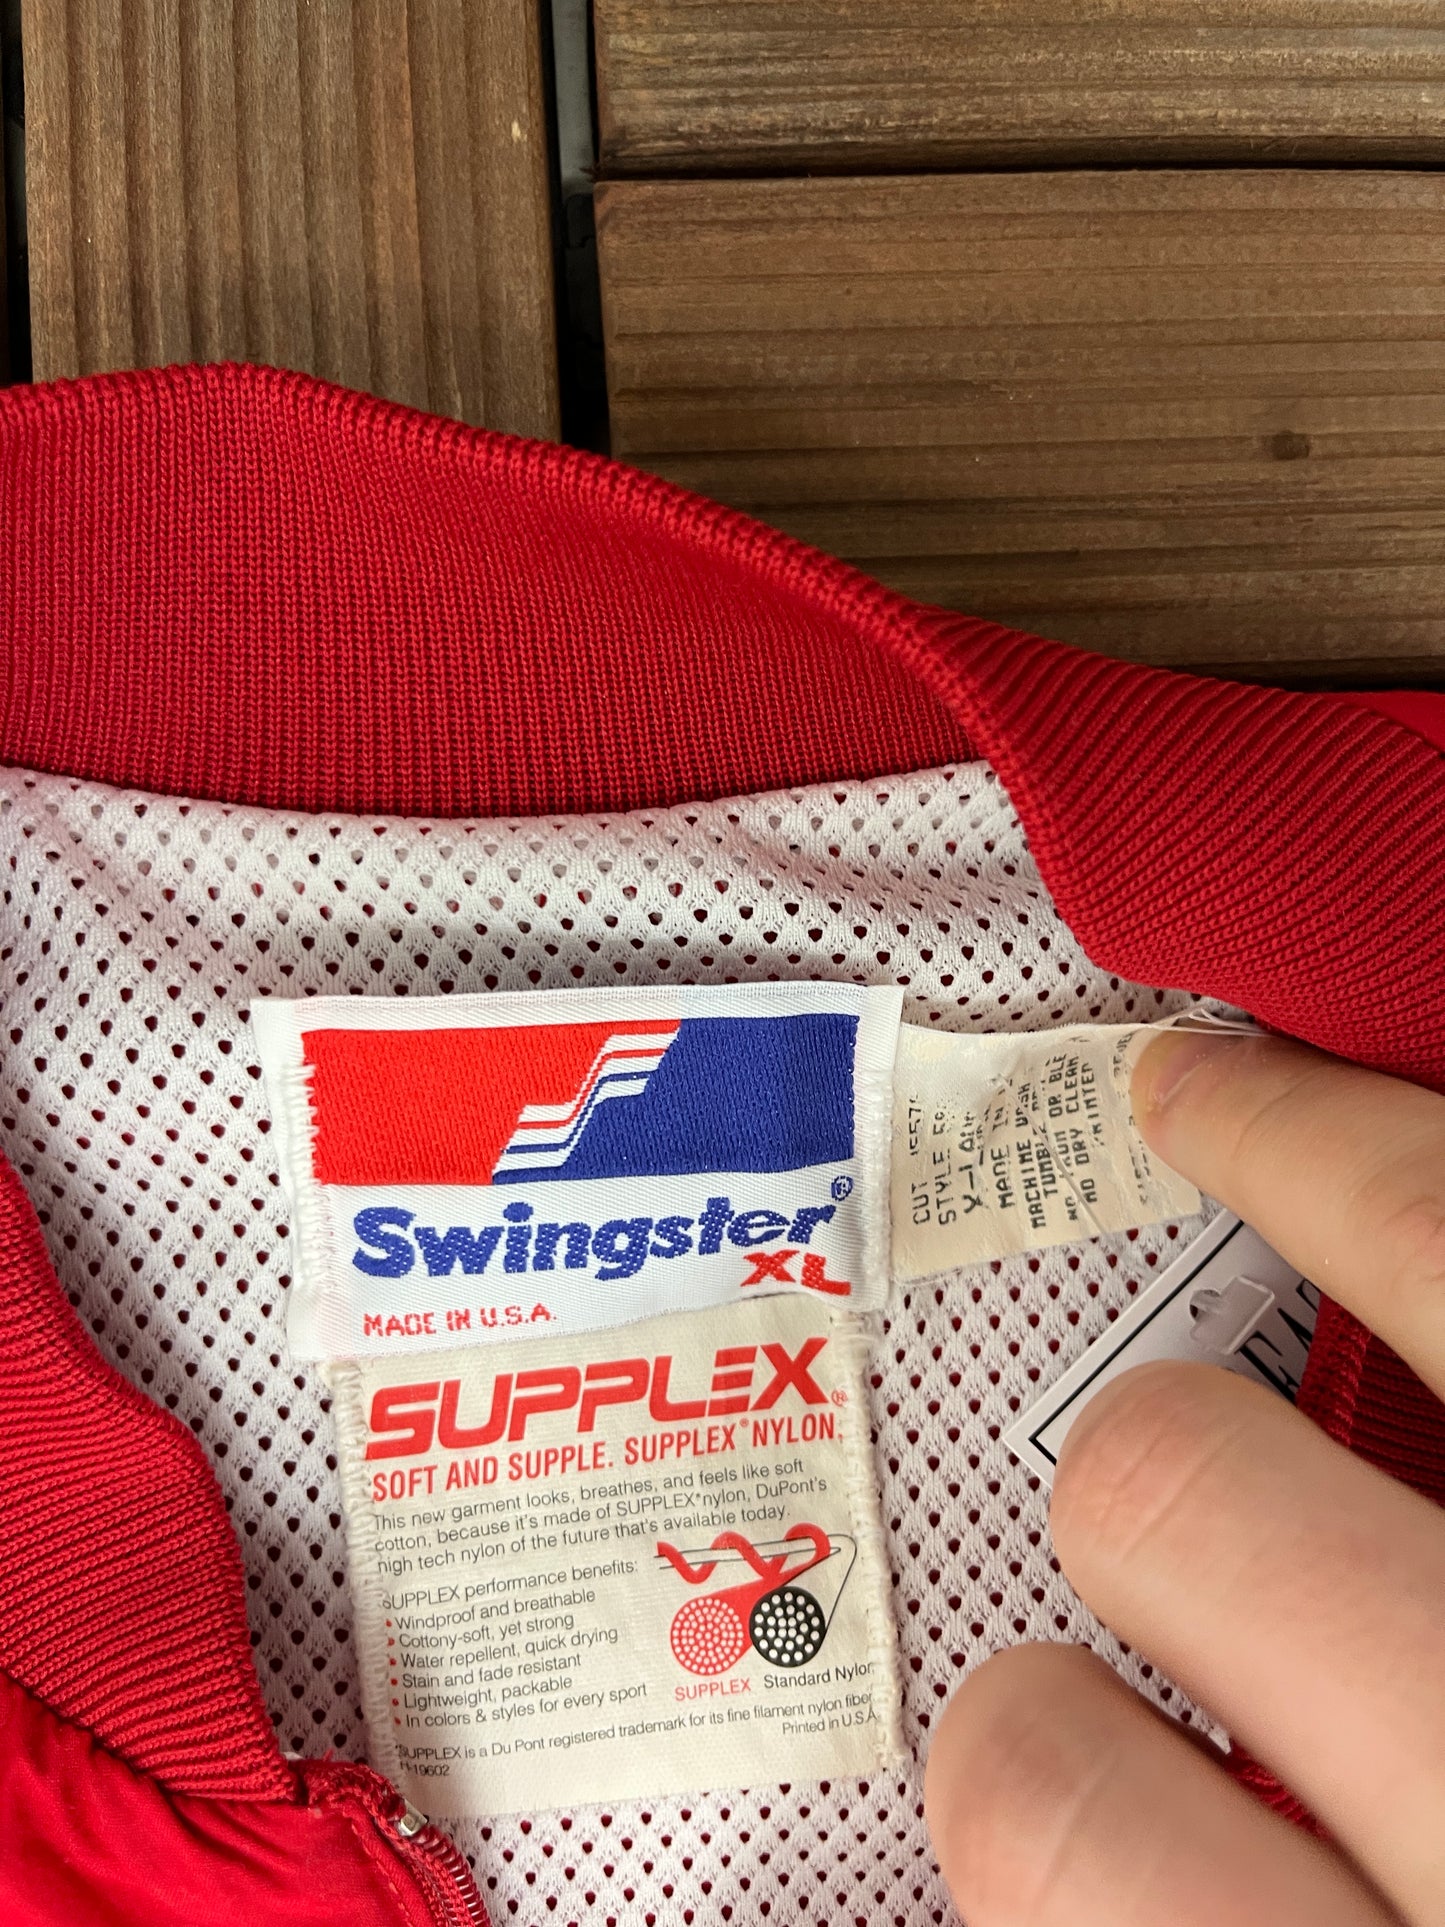 Swingster®
XL
MADE IN U.S.A.
SUPPLEX®
SOFT AND SUPPLE. SUPPLEX® NYLON.
This new garment looks, breathes, and feels like soft
cotton, because it's made of SUPPLEX® nylon, DuPont's
high tech nylon of the future that's available today.
SUPPLEX performance benefits:
• Windproof and breathable
• Cottony-soft, yet strong
• Water repellent, quick drying
• Stain and fade resistant
• Lightweight, packable
• In colors & styles for every sport
SUPPLEX Standard Nylon
SUPPLEX is a Du Pont registered trademark for its fine filament nylon fiber
H-19602 Printed in U.S.A.
CUT
STYLE
MADE IN
MACHINE WASH
TUMBLE
OR BLE
NO DRY CLEAN